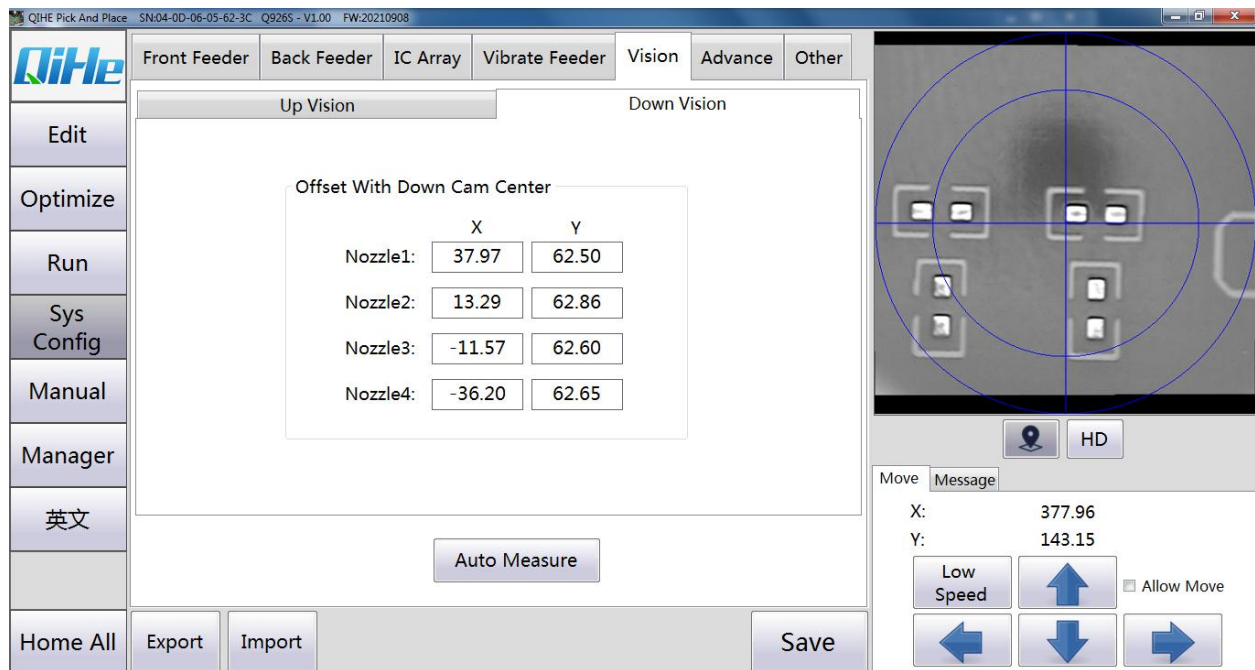 QIHE Pick And Place SN:04-0D-06-05-62-3C Q926S - V1.00 FW:20210908
QiHe
Edit
Optimize
Run
Sys
Config
Manual
Manager
英文
Home All
Front Feeder Back Feeder IC Array Vibrate Feeder Vision Advance Other
Up Vision Down Vision
Offset With Down Cam Center
X Y
Nozzle1: 37.97 62.50
Nozzle2: 13.29 62.86
Nozzle3: -11.57 62.60
Nozzle4: -36.20 62.65
Auto Measure
Export Import Save
HD
Move Message
X: 377.96
Y: 143.15
Low
Speed
Allow Move